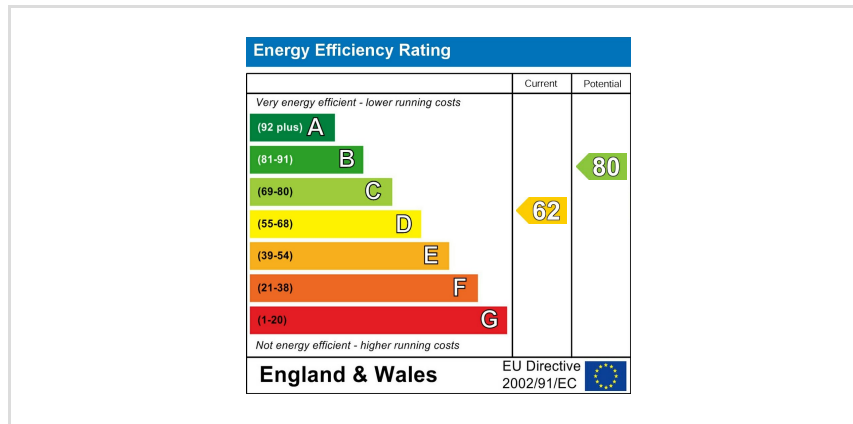 Energy Efficiency Rating
Current Potential
Very energy efficient - lower running costs
(92 plus) A
(81-91) B
80
(69-80) C
62
(55-68) D
(39-54) E
(21-38) F
(1-20) G
Not energy efficient - higher running costs
England & Wales
EU Directive
2002/91/EC